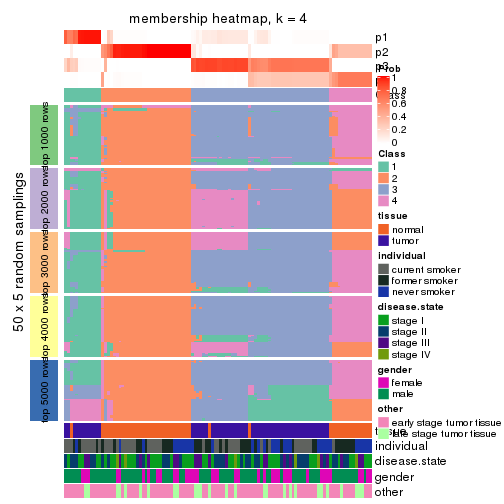 membership heatmap, k = 4
p1
p2
p3
Prob
1
0.8
0.6
0.4
0.2
0
Class
1
2
3
4
tissue
normal
tumor
individual
current smoker
former smoker
never smoker
disease.state
stage I
stage II
stage III
stage IV
gender
female
male
other
early stage tumor tissue
late stage tumor tissue
50 x 5 random samplings
top 1000 rows
top 2000 rows
top 3000 rows
top 4000 rows
top 5000 rows
individual
disease.state
gender
other